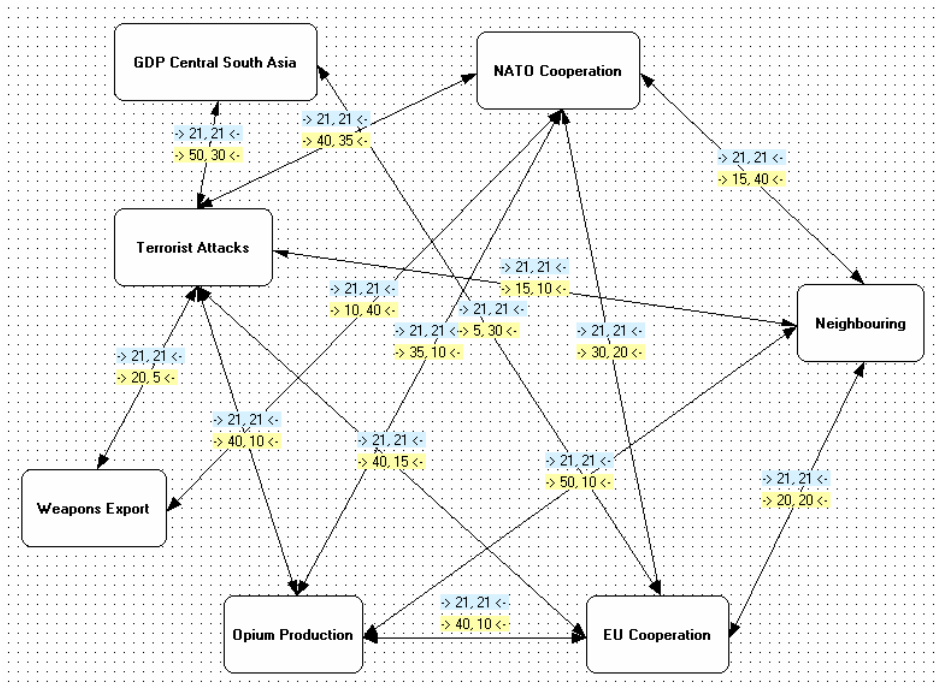 GDP Central South Asia
NATO Cooperation
-> 21, 21 <-
-> 40, 35 <-
-> 21, 21 <-
-> 50, 30 <-
-> 21, 21 <-
-> 15, 40 <-
Terrorist Attacks
-> 21, 21 <-
-> 15, 10 <-
-> 21, 21 <-
-> 10, 40 <-
-> 21, 21 <-
-> 5, 30 <-
Neighbouring
-> 21, 21 <-
-> 35, 10 <-
-> 21, 21 <-
-> 30, 20 <-
-> 21, 21 <-
-> 20, 5 <-
-> 21, 21 <-
-> 40, 10 <-
-> 21, 21 <-
-> 40, 15 <-
-> 21, 21 <-
-> 50, 10 <-
-> 21, 21 <-
-> 20, 20 <-
Weapons Export
-> 21, 21 <-
-> 40, 10 <-
Opium Production
EU Cooperation